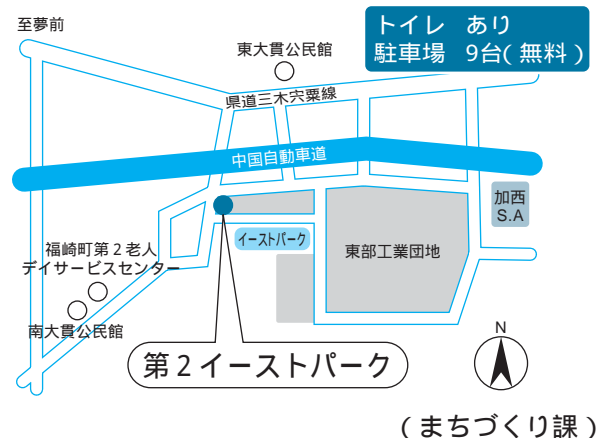 至夢前
トイレ あり
駐車場 9台(無料)
東大貫公民館
県道三木宍粟線
中国自動車道
加西
S.A
イーストパーク
東部工業団地
福崎町第2老人
デイサービスセンター
南大貫公民館
第2イーストパーク
N
(まちづくり課)